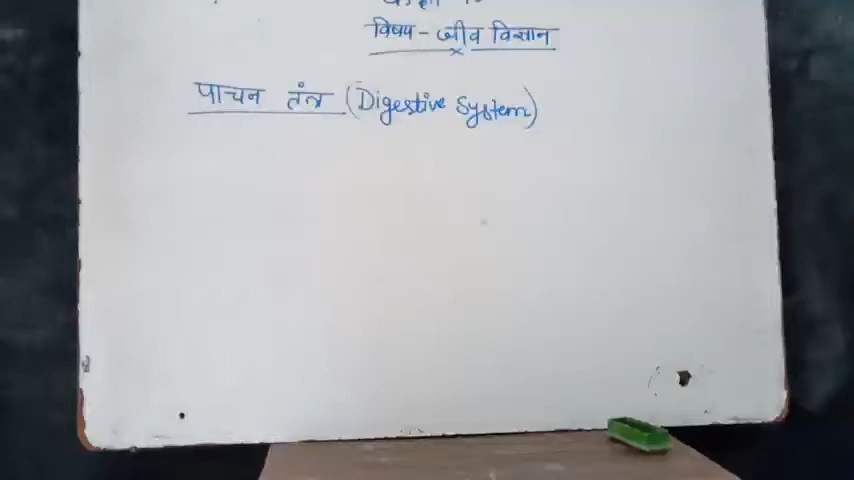 विषय - जीव विज्ञान
पाचन तंत्र (Digestive System)